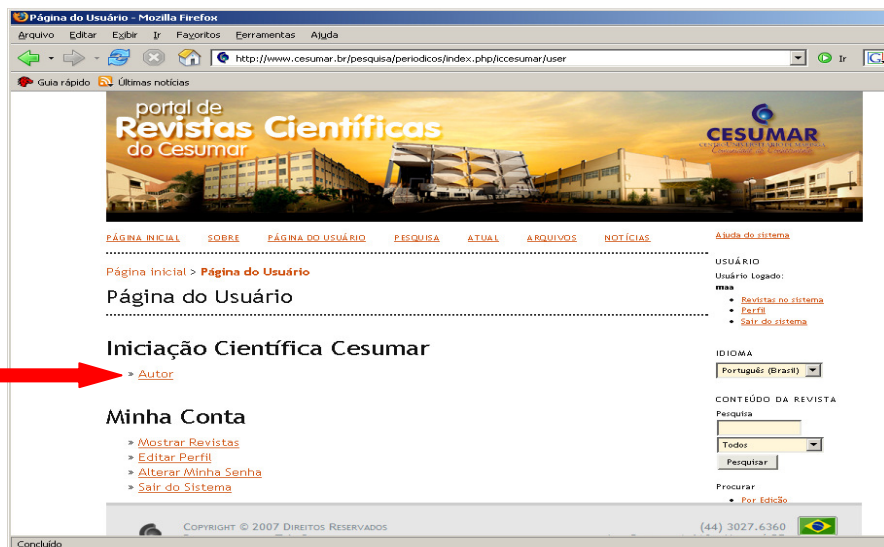 Página do Usuário - Mozilla Firefox
Arquivo Editar Exibir Ir Favoritos Ferramentas Ajuda
http://www.cesumar.br/pesquisa/periodicos/index.php/iccesumar/user
Ir
Guia rápido Últimas notícias
portal de
Revistas Científicas
do Cesumar
CESUMAR
PÁGINA INICIAL SOBRE PÁGINA DO USUÁRIO PESQUISA ATUAL ARQUIVOS NOTÍCIAS
Página inicial > Página do Usuário
Página do Usuário
Iniciação Científica Cesumar
» Autor
Minha Conta
» Mostrar Revistas
» Editar Perfil
» Alterar Minha Senha
» Sair do Sistema
Ajuda do sistema
USUÁRIO
Usuário Logado:
maa
Revistas no sistema
Perfil
Sair do sistema
IDIOMA
Português (Brasil)
CONTEÚDO DA REVISTA
Pesquisa
Todos
Pesquisar
Procurar
Por Edição
COPYRIGHT © 2007 DIREITOS RESERVADOS
(44) 3027.6360
Concluído